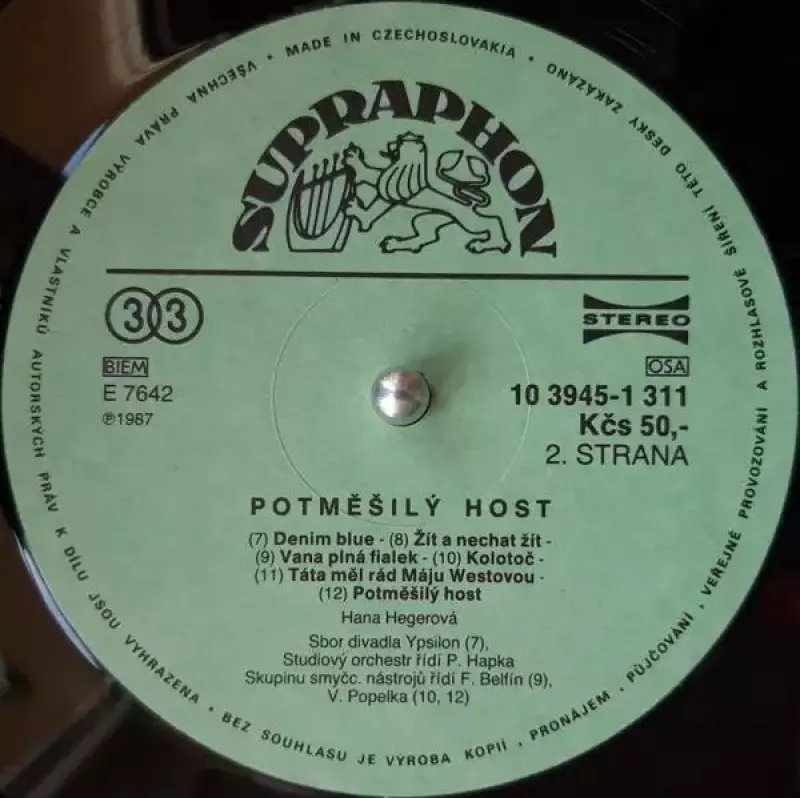 VŠECHNA PRÁVA VÝROBCE A VLASTNÍKŮ AUTORSKÝCH PRÁV K DÍLU JSOU VYHRAZENA • BEZ SOUHLASU JE VÝROBA KOPIÍ, PRONÁJEM, PŮJČOVÁNÍ, VEŘEJNÉ PROVOZOVÁNÍ A ROZHLASOVÉ ŠÍŘENÍ TÉTO DESKY ZAKÁZÁNO • MADE IN CZECHOSLOVAKIA •
SUPRAPHON
33
STEREO
BIEM
OSA
E 7642
10 3945-1 311
℗1987
Kčs 50,-
2. STRANA
POTMĚŠILÝ HOST
(7) Denim blue - (8) Žít a nechat žít -
(9) Vana plná fialek - (10) Kolotoč -
(11) Táta měl rád Máju Westovou -
(12) Potměšilý host
Hana Hegerová
Sbor divadla Ypsilon (7),
Studiový orchestr řídí P. Hapka
Skupinu smyčc. nástrojů řídí F. Belfín (9),
V. Popelka (10, 12)